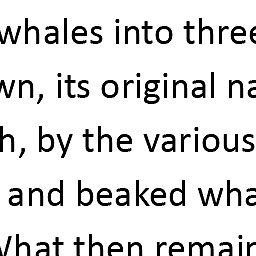 whales into three
wn, its original na
h, by the various
and beaked wha
What then remain